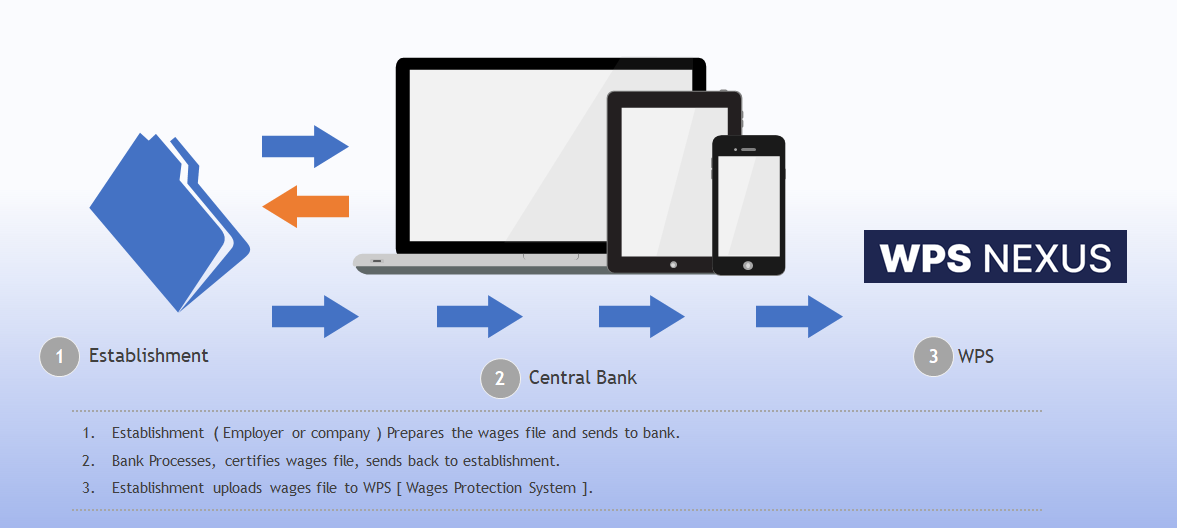 WPS NEXUS
1 Establishment
3 WPS
2 Central Bank
1. Establishment ( Employer or company ) Prepares the wages file and sends to bank.
2. Bank Processes, certifies wages file, sends back to establishment.
3. Establishment uploads wages file to WPS [ Wages Protection System ].